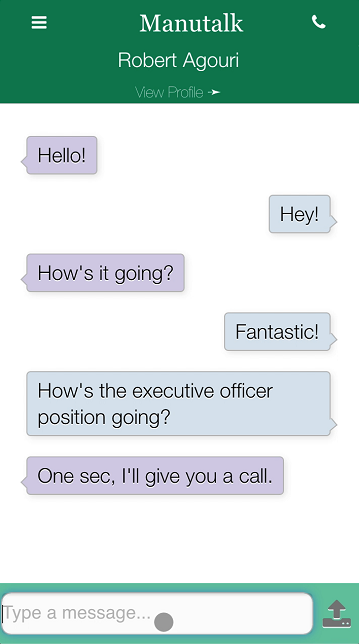 Manutalk
Robert Agouri
View Profile ➛
Hello!
Hey!
How's it going?
Fantastic!
How's the executive officer
position going?
One sec, I'll give you a call.
Type a message...